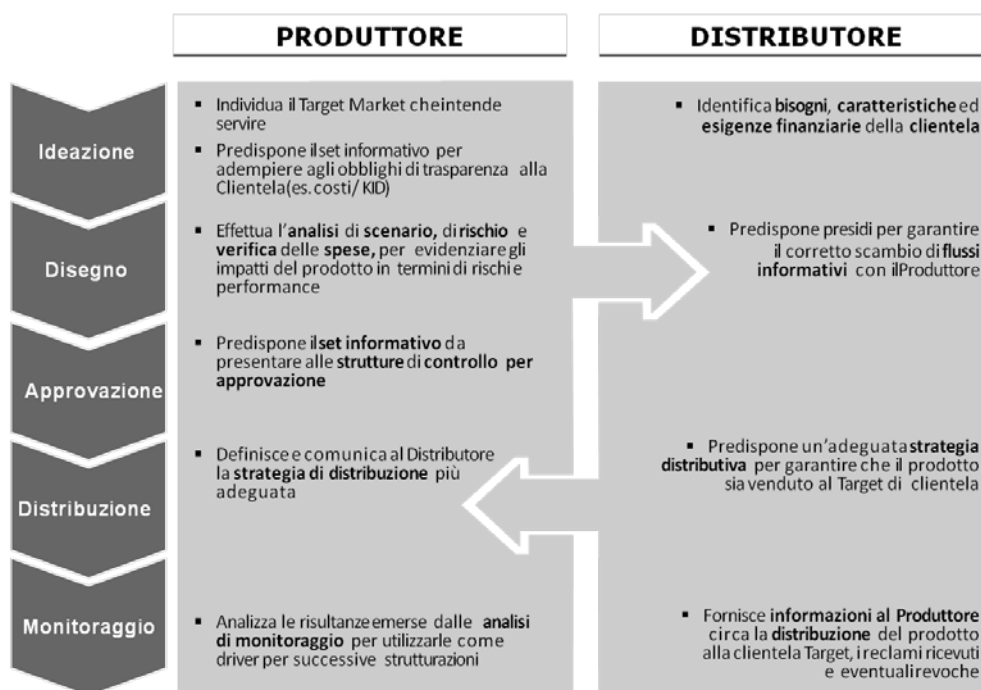 PRODUTTORE
DISTRIBUTORE
Ideazione
▪ Individua il Target Market cheintende
servire
▪ Predispone ilset informativo per
adempiere agli obblighi di trasparenza alla
Clientela(es. costi/ KID)
▪ Identifica bisogni, caratteristiche ed
esigenze finanziarie della clientela
Disegno
▪ Effettua l'analisi di scenario, dirischio e
verifica delle spese, per evidenziare gli
impatti del prodotto in termini di rischi e
performance
▪ Predispone presidi per garantire
il corretto scambio di flussi
informativi con ilProduttore
Approvazione
▪ Predispone ilset informativo da
presentare alle strutture di controllo per
approvazione
Distribuzione
▪ Definisce e comunica al Distributore
la strategia di distribuzione più
adeguata
▪ Predispone un'adeguata strategia
distributiva per garantire che il prodotto
sia venduto al Target di clientela
Monitoraggio
▪ Analizza le risultanze emerse dalle analisi
di monitoraggio per utilizzarle come
driver per successive strutturazioni
▪ Fornisce informazioni al Produttore
circa la distribuzione del prodotto
alla clientela Target, i reclami ricevuti
e eventuali revoche